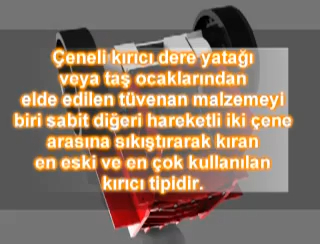 Çeneli kırıcı dere yatağı
veya taş ocaklarından
elde edilen tüvenan malzemeyi
biri sabit diğeri hareketli iki çene
arasına sıkıştırarak kıran
en eski ve en çok kullanılan
kırıcı tipidir.